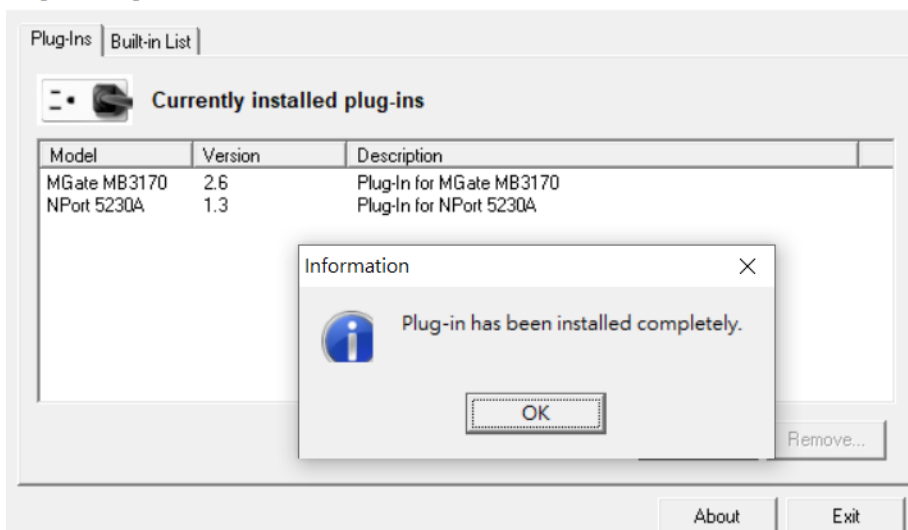 Plug-Ins Built-in List
Currently installed plug-ins
Model Version Description
MGate MB3170 2.6 Plug-In for MGate MB3170
NPort 5230A 1.3 Plug-In for NPort 5230A
Information
Plug-in has been installed completely.
OK
Remove...
About Exit